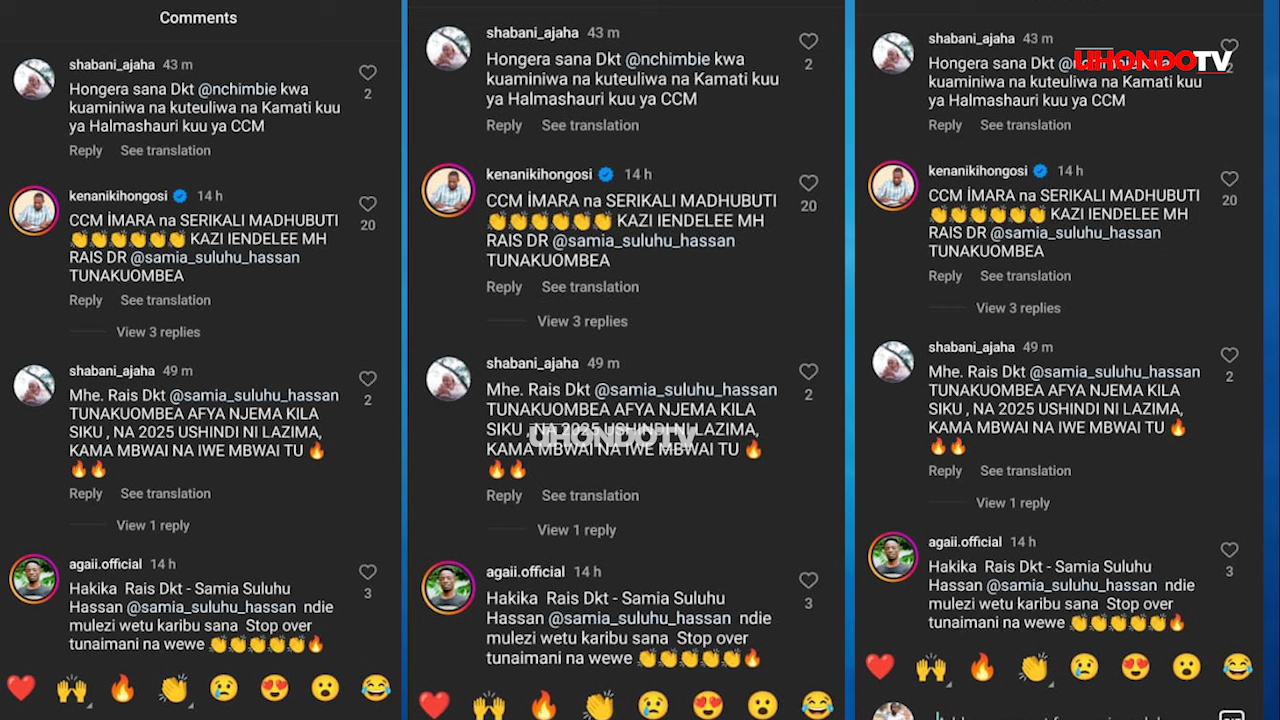 Comments
shabani_ajaha 43 m
Hongera sana Dkt @nchimbie kwa
kuaminiwa na kuteuliwa na Kamati kuu
ya Halmashauri kuu ya CCM
2
Reply See translation
kenanikihongosi 14 h
CCM İMARA na SERIKALI MADHUBUTI
👏👏👏👏👏👏 KAZI IENDELEE MH
RAIS DR @samia_suluhu_hassan
TUNAKUOMBEA
20
Reply See translation
View 3 replies
shabani_ajaha 49 m
Mhe. Rais Dkt @samia_suluhu_hassan
TUNAKUOMBEA AFYA NJEMA KILA
SIKU , NA 2025 USHINDI NI LAZIMA,
KAMA MBWAI NA IWE MBWAI TU 🔥
🔥🔥
2
Reply See translation
View 1 reply
agaii.official 14 h
Hakika Rais Dkt - Samia Suluhu
Hassan @samia_suluhu_hassan ndie
mulezi wetu karibu sana Stop over
tunaimani na wewe 👏👏👏👏👏🔥
3
shabani_ajaha 43 m
Hongera sana Dkt @nchimbie kwa
kuaminiwa na kuteuliwa na Kamati kuu
ya Halmashauri kuu ya CCM
2
Reply See translation
kenanikihongosi 14 h
CCM İMARA na SERIKALI MADHUBUTI
👏👏👏👏👏👏 KAZI IENDELEE MH
RAIS DR @samia_suluhu_hassan
TUNAKUOMBEA
20
Reply See translation
View 3 replies
shabani_ajaha 49 m
Mhe. Rais Dkt @samia_suluhu_hassan
TUNAKUOMBEA AFYA NJEMA KILA
SIKU , NA 2025 USHINDI NI LAZIMA,
UHONDOTV
KAMA MBWAI NA IWE MBWAI TU 🔥
🔥🔥
2
Reply See translation
View 1 reply
agaii.official 14 h
Hakika Rais Dkt - Samia Suluhu
Hassan @samia_suluhu_hassan ndie
mulezi wetu karibu sana Stop over
tunaimani na wewe 👏👏👏👏👏🔥
3
UHONDOTV
shabani_ajaha 43 m
Hongera sana Dkt @nchimbie kwa
kuaminiwa na kuteuliwa na Kamati kuu
ya Halmashauri kuu ya CCM
2
Reply See translation
kenanikihongosi 14 h
CCM İMARA na SERIKALI MADHUBUTI
👏👏👏👏👏👏 KAZI IENDELEE MH
RAIS DR @samia_suluhu_hassan
TUNAKUOMBEA
20
Reply See translation
View 3 replies
shabani_ajaha 49 m
Mhe. Rais Dkt @samia_suluhu_hassan
TUNAKUOMBEA AFYA NJEMA KILA
SIKU , NA 2025 USHINDI NI LAZIMA,
KAMA MBWAI NA IWE MBWAI TU 🔥
🔥🔥
2
Reply See translation
View 1 reply
agaii.official 14 h
Hakika Rais Dkt - Samia Suluhu
Hassan @samia_suluhu_hassan ndie
mulezi wetu karibu sana Stop over
tunaimani na wewe 👏👏👏👏👏🔥
3